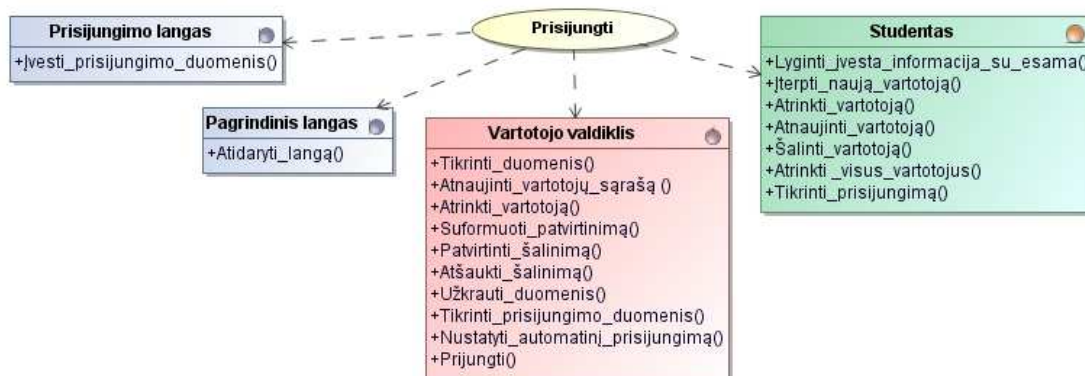 Prisijungti
Prisijungimo langas
+Įvesti_prisijungimo_duomenis()
Pagrindinis langas
+Atidaryti_langą()
Vartotojo valdiklis
+Tikrinti_duomenis()
+Atnaujinti_vartotojų_sąrašą ()
+Atrinkti_vartotoją()
+Suformuoti_patvirtinimą()
+Patvirtinti_šalinimą()
+Atšaukti_šalinimą()
+Užkrauti_duomenis()
+Tikrinti_prisijungimo_duomenis()
+Nustatyti_automatinį_prisijungimą()
+Prijungti()
Studentas
+Lyginti_įvesta_informacija_su_esama()
+Įterpti_naują_vartotoją()
+Atrinkti_vartotoją()
+Atnaujinti_vartotoją()
+Šalinti_vartotoją()
+Atrinkti _visus_vartotojus()
+Tikrinti_prisijungimą()